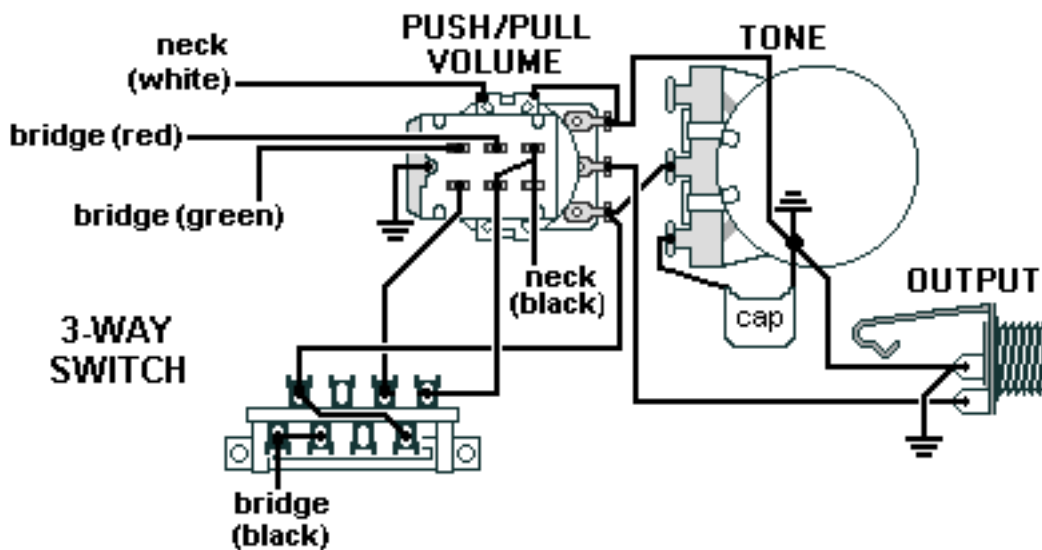 neck
(white)
PUSH/PULL
VOLUME
TONE
bridge (red)
bridge (green)
neck
(black)
OUTPUT
cap
3-WAY
SWITCH
bridge
(black)